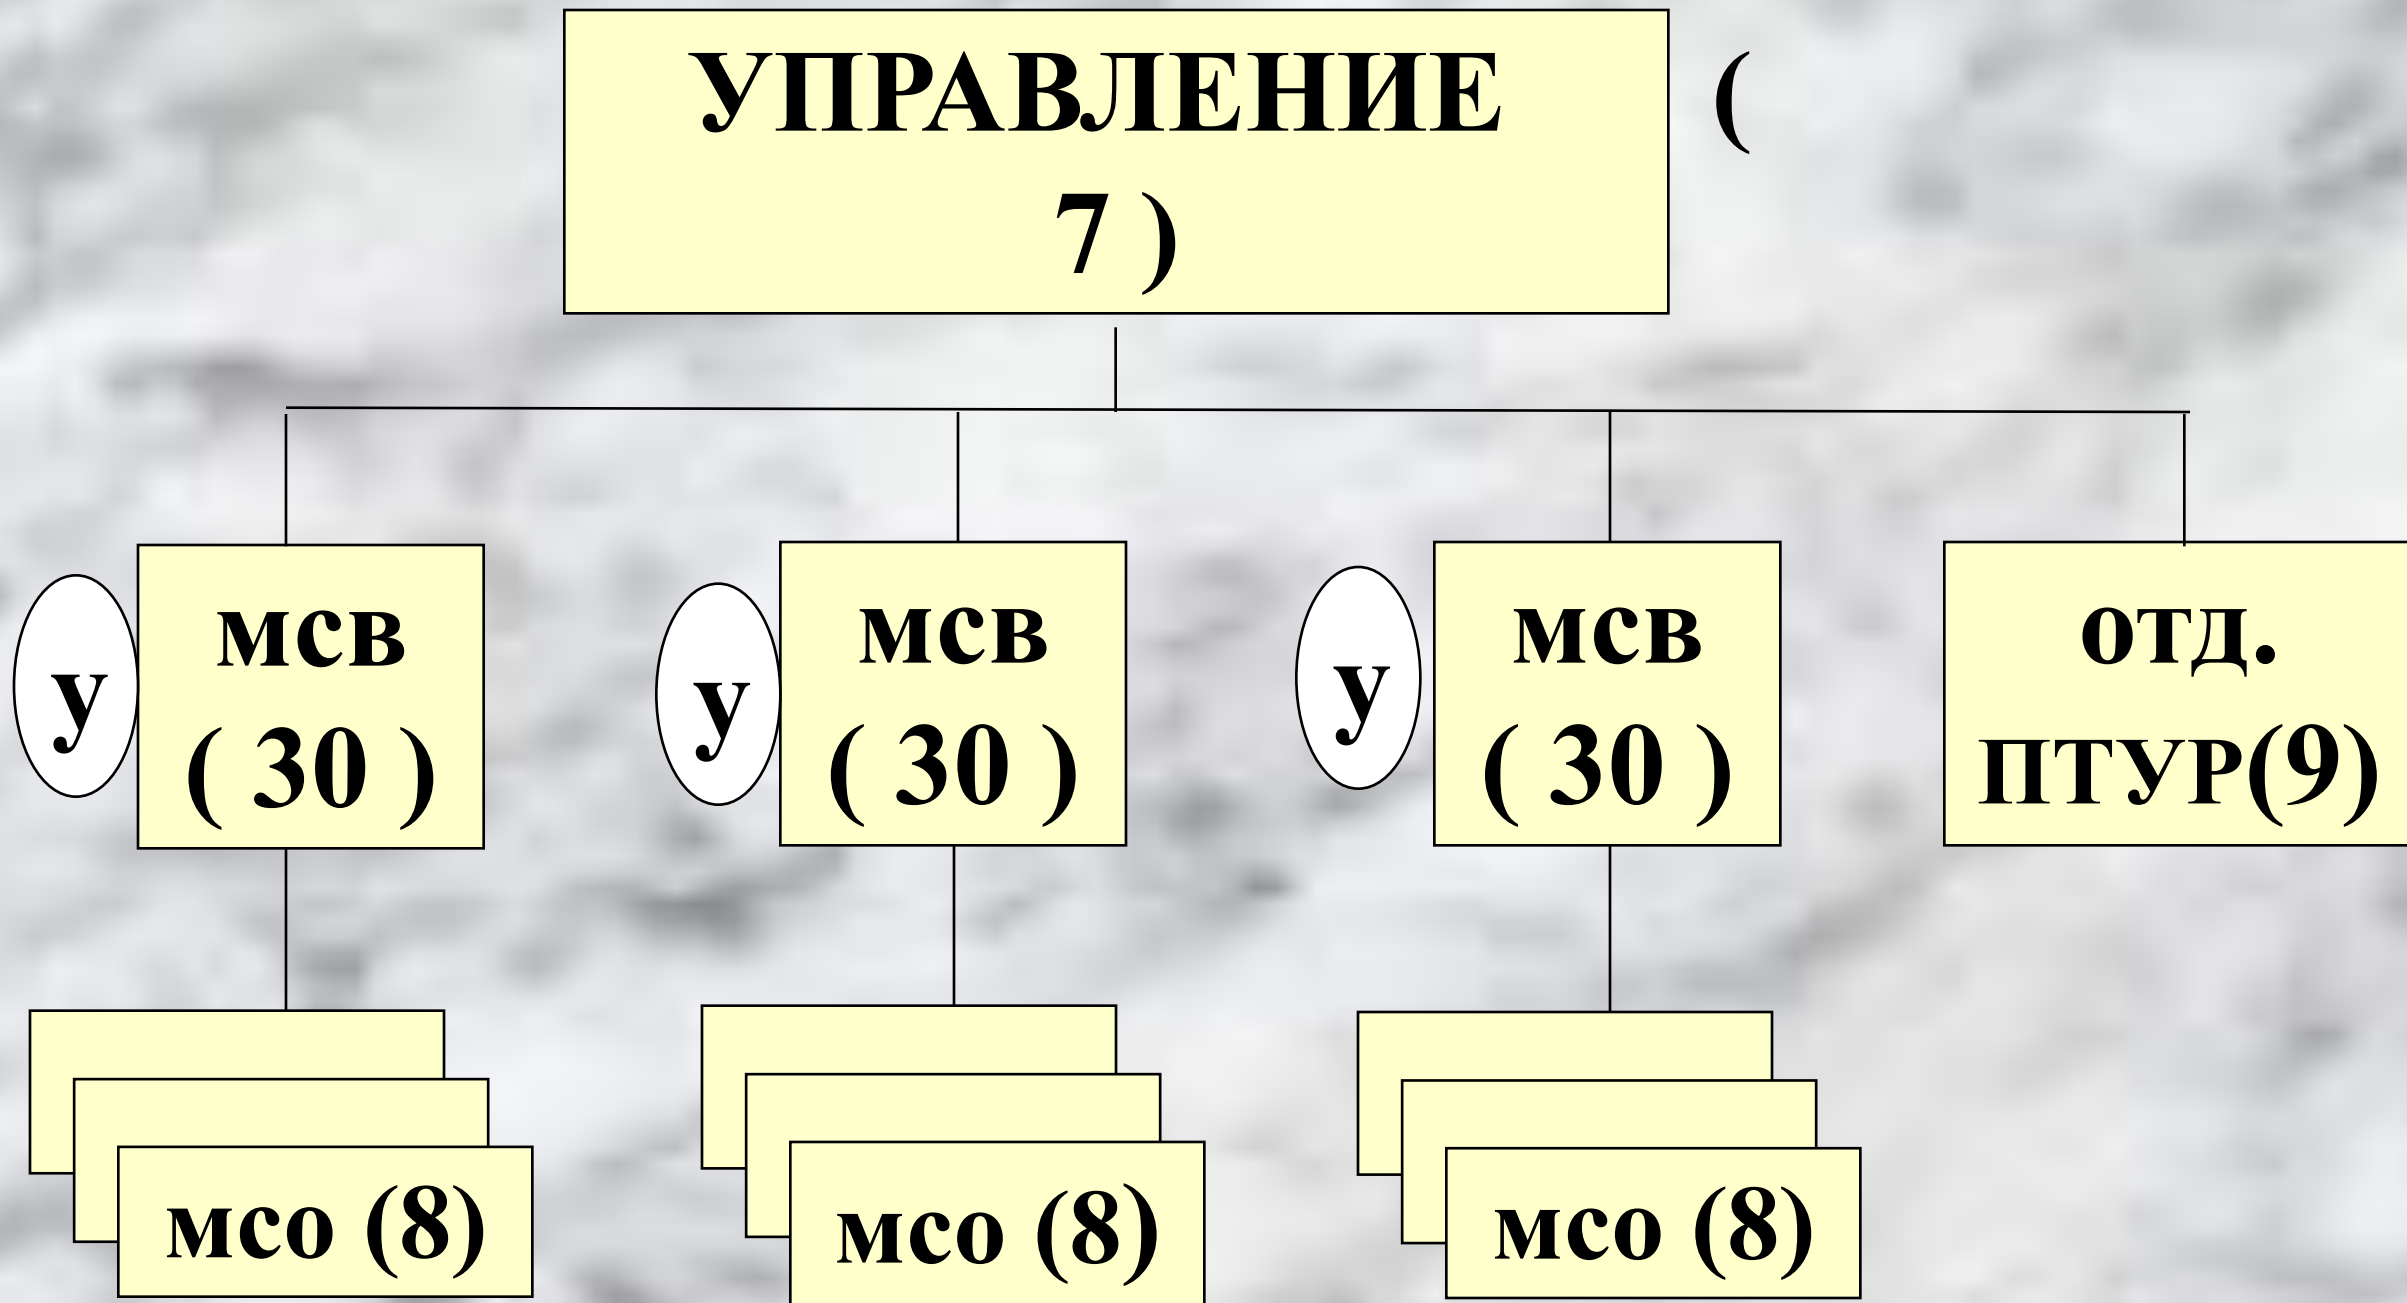 УПРАВЛЕНИЕ (
7 )
у
мсв
( 30 )
у
мсв
( 30 )
у
мсв
( 30 )
отд.
ПТУР(9)
мсо (8)
мсо (8)
мсо (8)